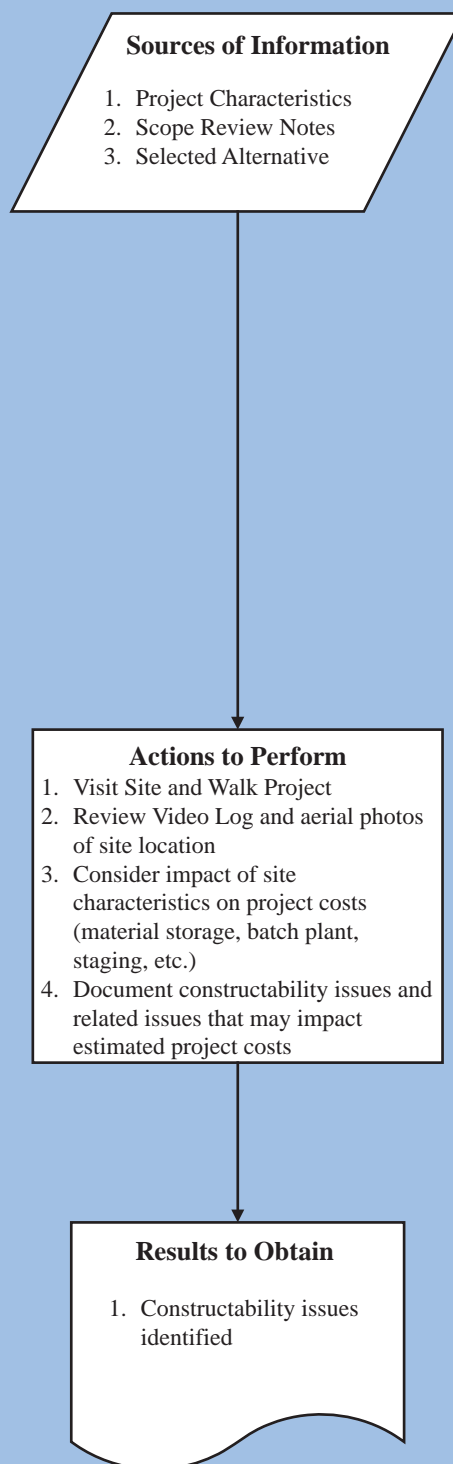 Sources of Information
1. Project Characteristics
2. Scope Review Notes
3. Selected Alternative
Actions to Perform
1. Visit Site and Walk Project
2. Review Video Log and aerial photos
of site location
3. Consider impact of site
characteristics on project costs
(material storage, batch plant,
staging, etc.)
4. Document constructability issues and
related issues that may impact
estimated project costs
Results to Obtain
1. Constructability issues
identified